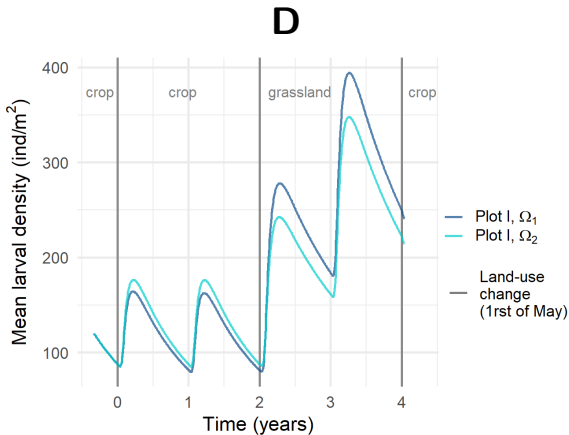 D
Mean larval density (ind/m²)
400
300
200
100
crop
crop
grassland
crop
0
1
2
3
4
Time (years)
Plot I, Ω₁
Plot I, Ω₂
Land-use
change
(1rst of May)